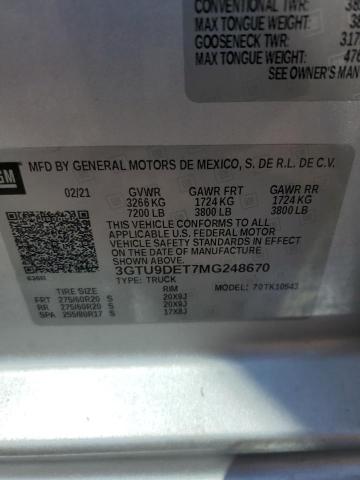 CONVENTIONAL TWR:
MAX TONGUE WEIGHT:
GOOSENECK TWR: 317
MAX TONGUE WEIGHT: 476
SEE OWNER'S MAN
GM
MFD BY GENERAL MOTORS DE MEXICO, S. DE R.L. DE C.V.
02/21 GVWR GAWR FRT GAWR RR
3266 KG 1724 KG 1724 KG
7200 LB 3800 LB 3800 LB
THIS VEHICLE CONFORMS TO ALL
APPLICABLE U.S. FEDERAL MOTOR
VEHICLE SAFETY
STANDARDS IN EFFECT ON THE DATE OF
MANUFACTURE SHOWN ABOVE.
3GTU9DET7MG248670
TYPE: TRUCK MODEL: 70TK10543
TIRE SIZE RIM
FRT 275/60R20 S 20X9J
RR 275/60R20 S 20X9J
SPA 255/80R17 S 17X8J